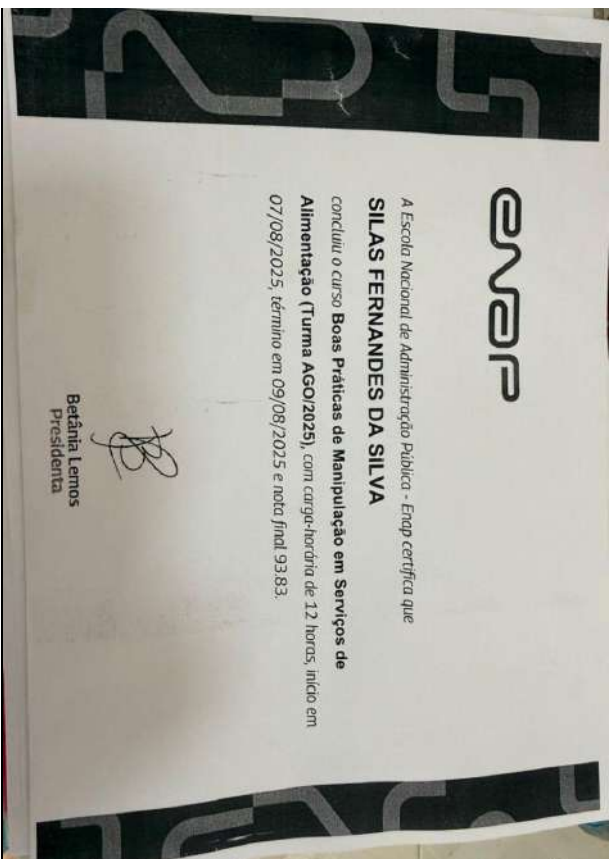 enap
A Escola Nacional de Administração Pública - Enap certifica que
SILAS FERNANDES DA SILVA
concluiu o curso Boas Práticas de Manipulação em Serviços de
Alimentação (Turma AGO/2025), com carga-horária de 12 horas, início em
07/08/2025, término em 09/08/2025 e nota final 93.83.
Betânia Lemos
Presidenta